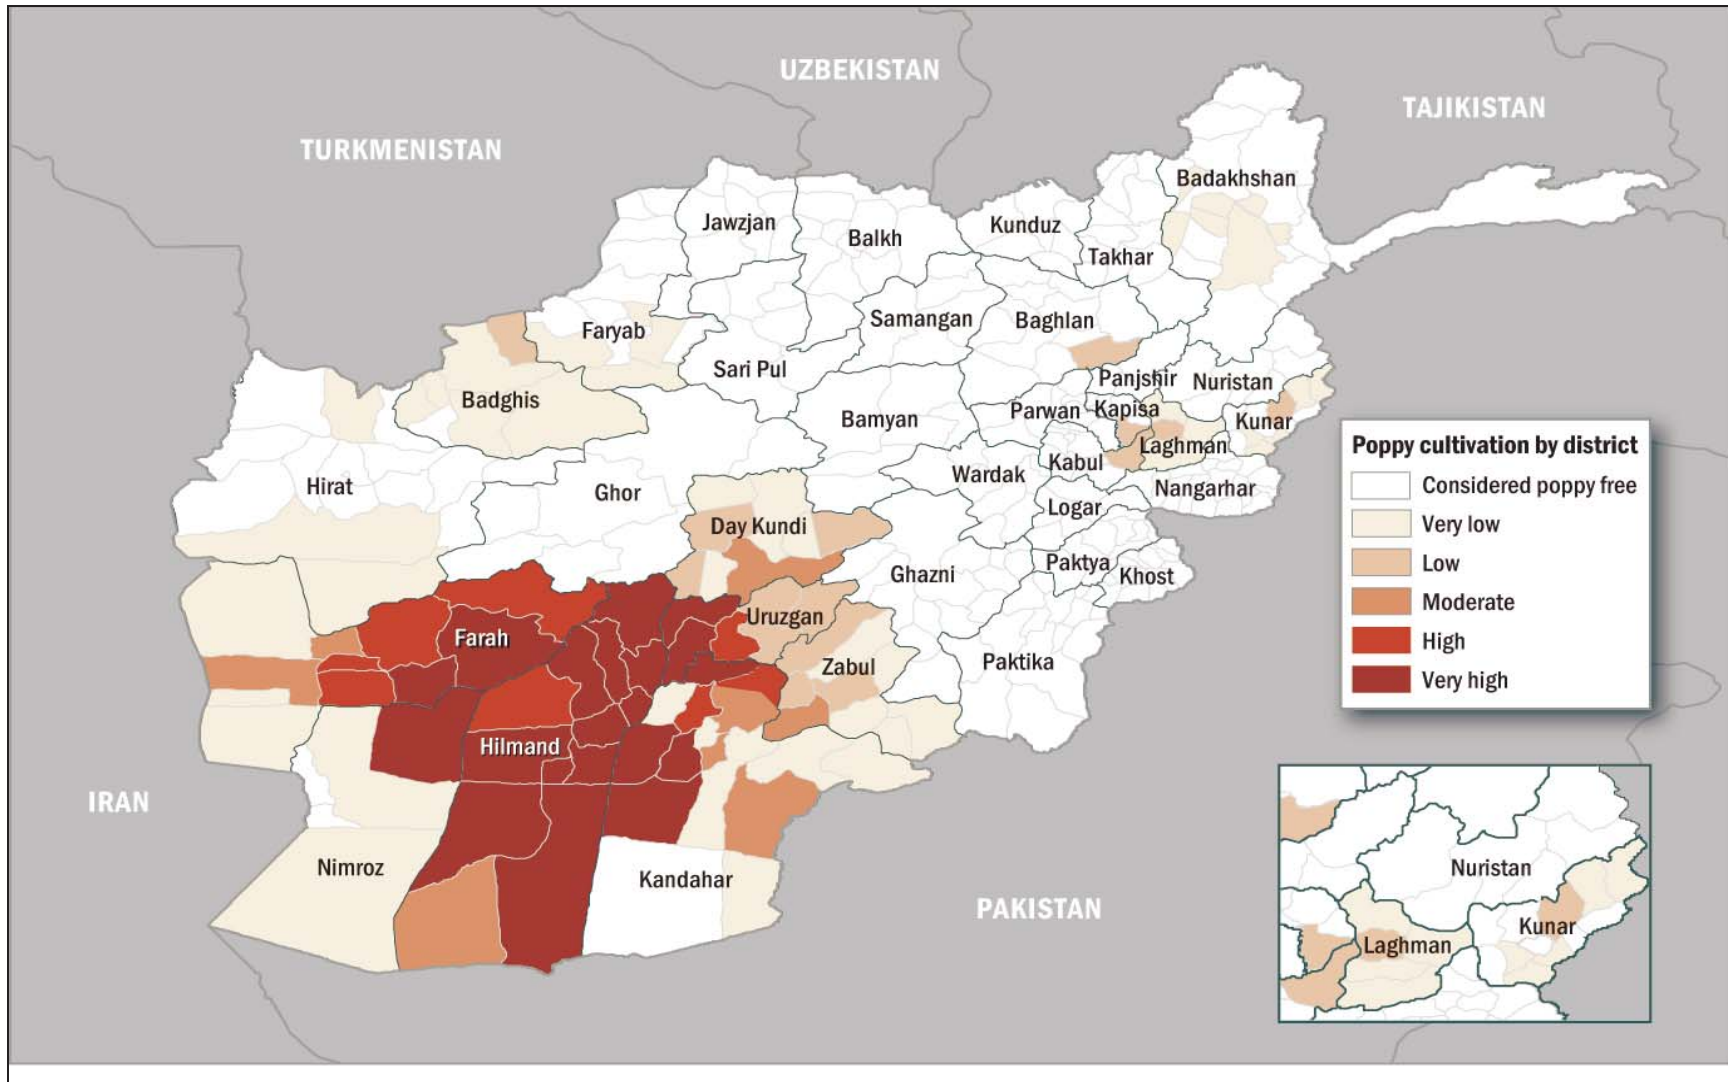 UZBEKISTAN
TAJIKISTAN
TURKMENISTAN
Badakhshan
Jawzjan
Balkh
Kunduz
Takhar
Faryab
Samangan
Baghlan
Sari Pul
Panjshir
Nuristan
Badghis
Bamyan
Parwan
Kapisa
Kunar
Laghman
Kabul
Wardak
Nangarhar
Hirat
Ghor
Logar
Day Kundi
Paktya
Khost
Ghazni
Uruzgan
Farah
Zabul
Paktika
Hilmand
IRAN
Nimroz
Kandahar
PAKISTAN
Poppy cultivation by district
Considered poppy free
Very low
Low
Moderate
High
Very high
Nuristan
Kunar
Laghman